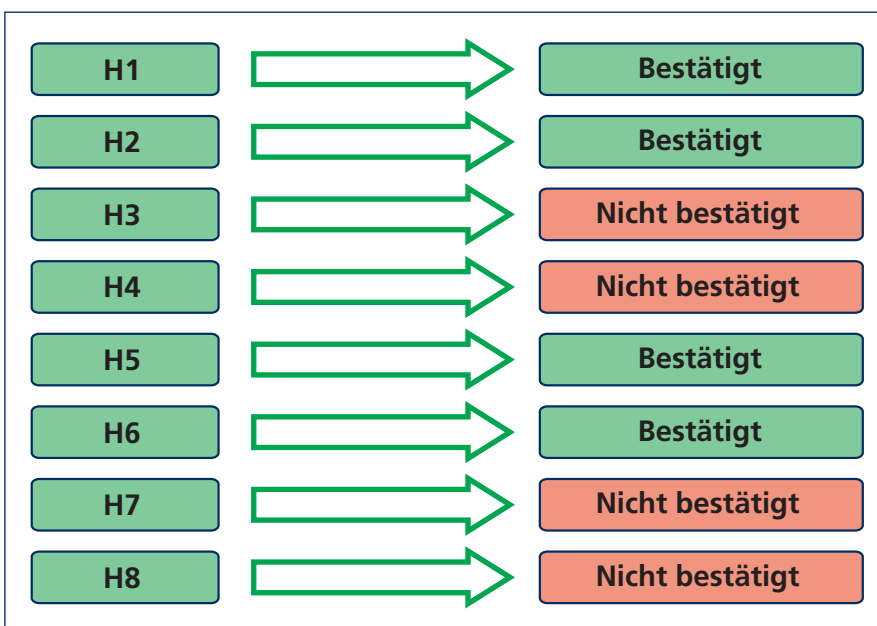 H1 Bestätigt
H2 Bestätigt
H3 Nicht bestätigt
H4 Nicht bestätigt
H5 Bestätigt
H6 Bestätigt
H7 Nicht bestätigt
H8 Nicht bestätigt